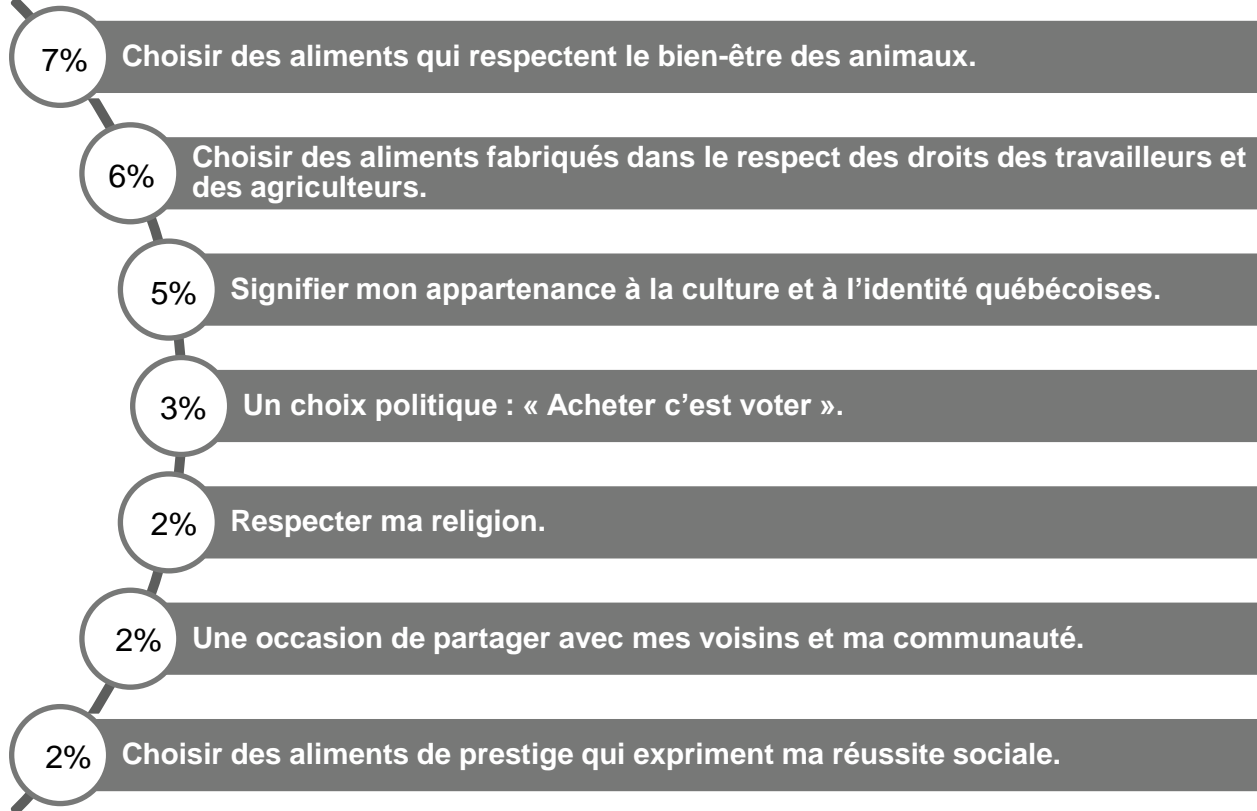 7% Choisir des aliments qui respectent le bien-être des animaux.
6% Choisir des aliments fabriqués dans le respect des droits des travailleurs et
des agriculteurs.
5% Signifier mon appartenance à la culture et à l’identité québécoises.
3% Un choix politique : « Acheter c’est voter ».
2% Respecter ma religion.
2% Une occasion de partager avec mes voisins et ma communauté.
2% Choisir des aliments de prestige qui expriment ma réussite sociale.